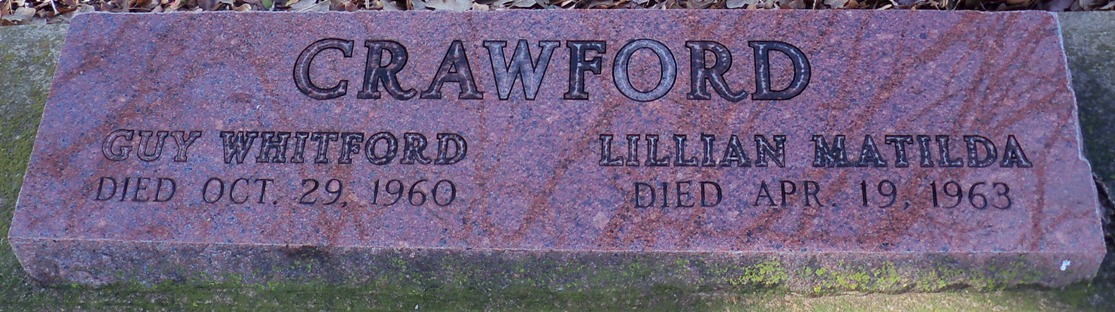 CRAWFORD
GUY WHITFORD
DIED OCT. 29, 1960
LILLIAN MATILDA
DIED APR. 19, 1963